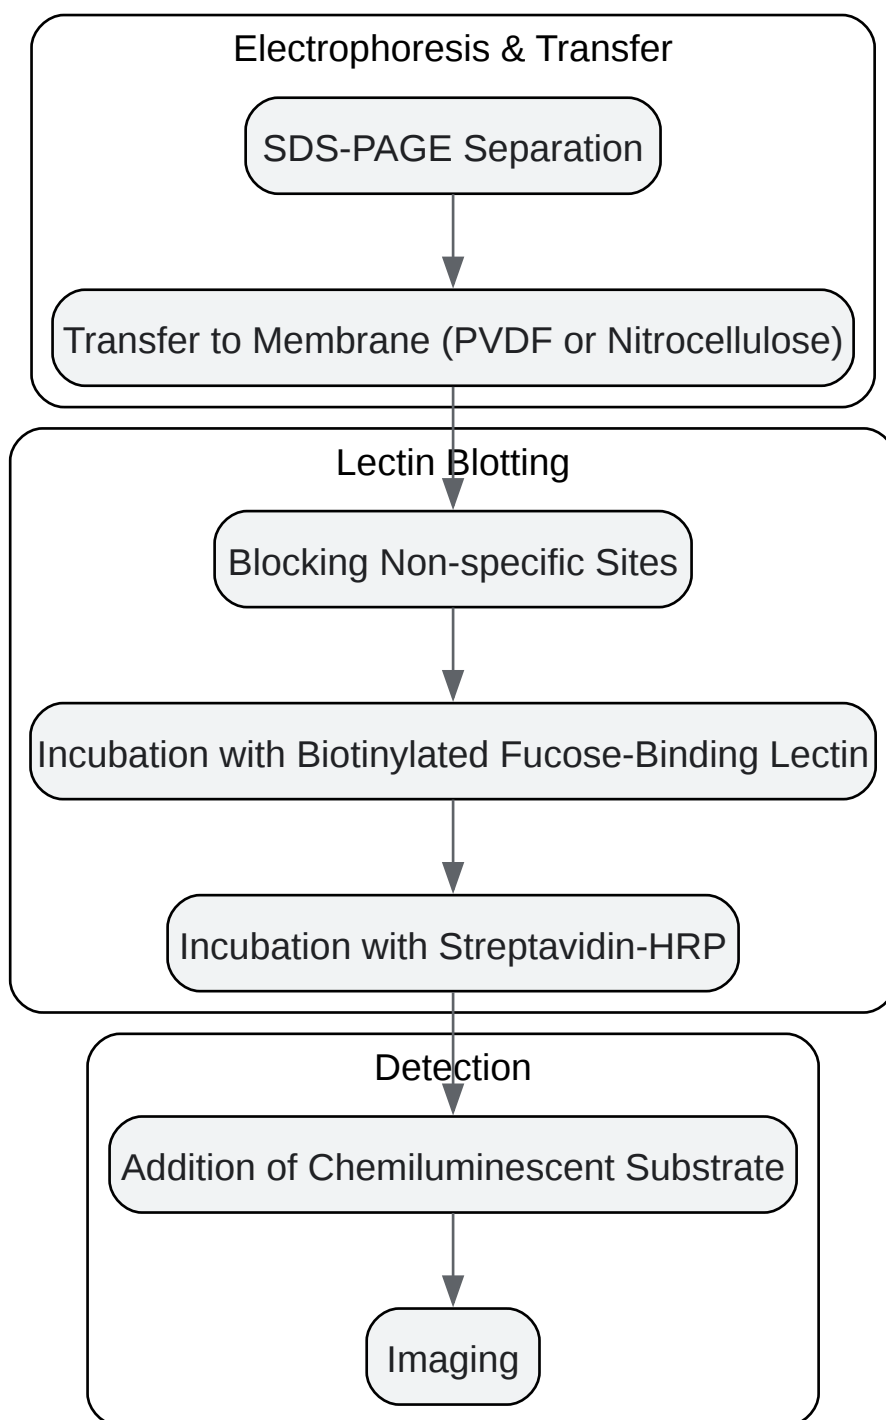 Electrophoresis & Transfer
SDS-PAGE Separation
Transfer to Membrane (PVDF or Nitrocellulose)
Lectin Blotting
Blocking Non-specific Sites
Incubation with Biotinylated Fucose-Binding Lectin
Incubation with Streptavidin-HRP
Detection
Addition of Chemiluminescent Substrate
Imaging